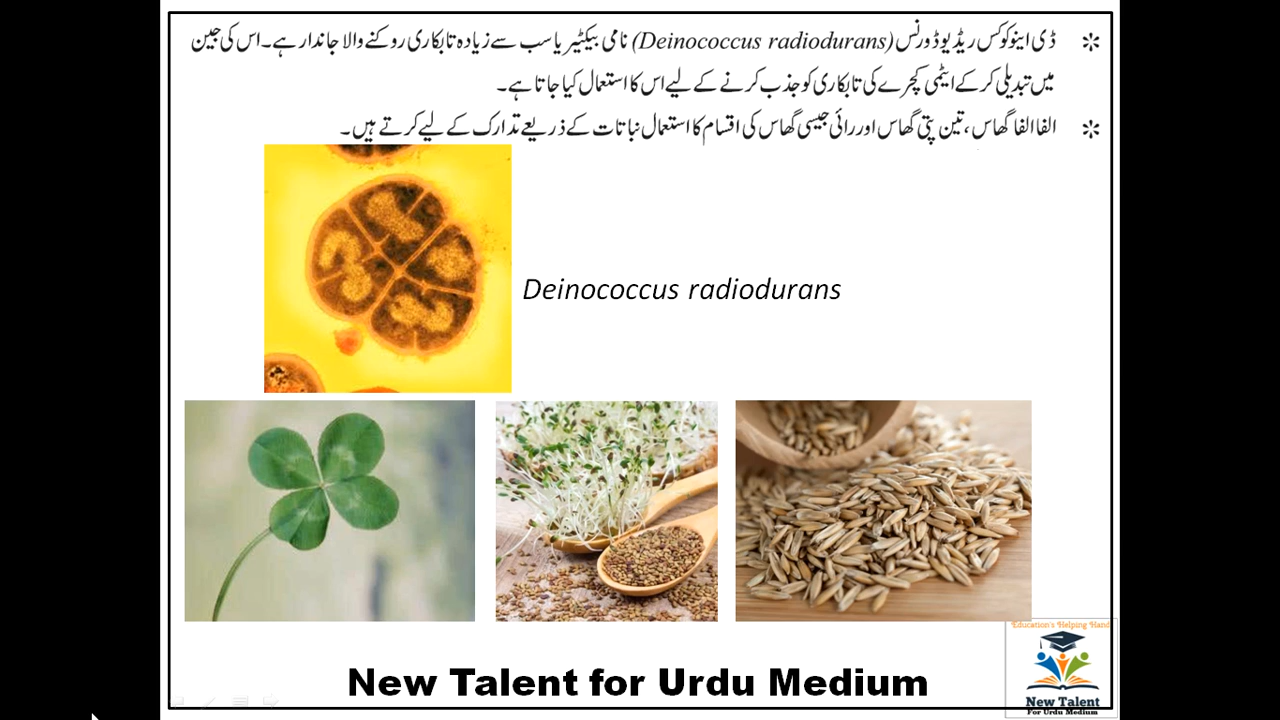 * ڈی اینوکوکس ریڈیوڈورنس (Deinococcus radiodurans) نامی بیکٹیریا سب سے زیادہ تابکاری روکنے والا جاندار ہے۔ اس کی جین
میں تبدیلی کر کے ایٹمی کچرے کی تابکاری کو جذب کرنے کے لیے اس کا استعمال کیا جاتا ہے۔
* الفا الفا گھاس، تین پتی گھاس اور رائی جیسی گھاس کی اقسام کا استعمال نباتات کے ذریعے تدارک کے لیے کرتے ہیں۔
Deinococcus radiodurans
Education's Helping Hand
New Talent
For Urdu Medium
New Talent for Urdu Medium